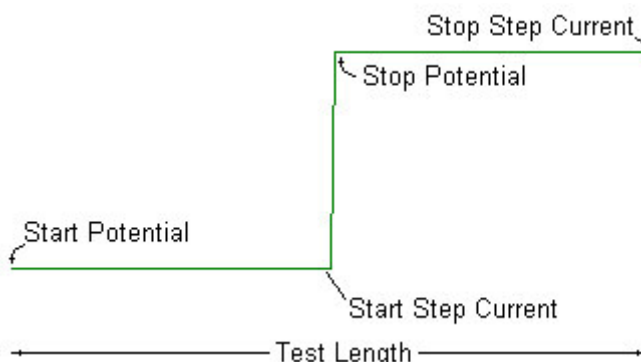 Stop Step Current
Stop Potential
Start Potential
Start Step Current
Test Length